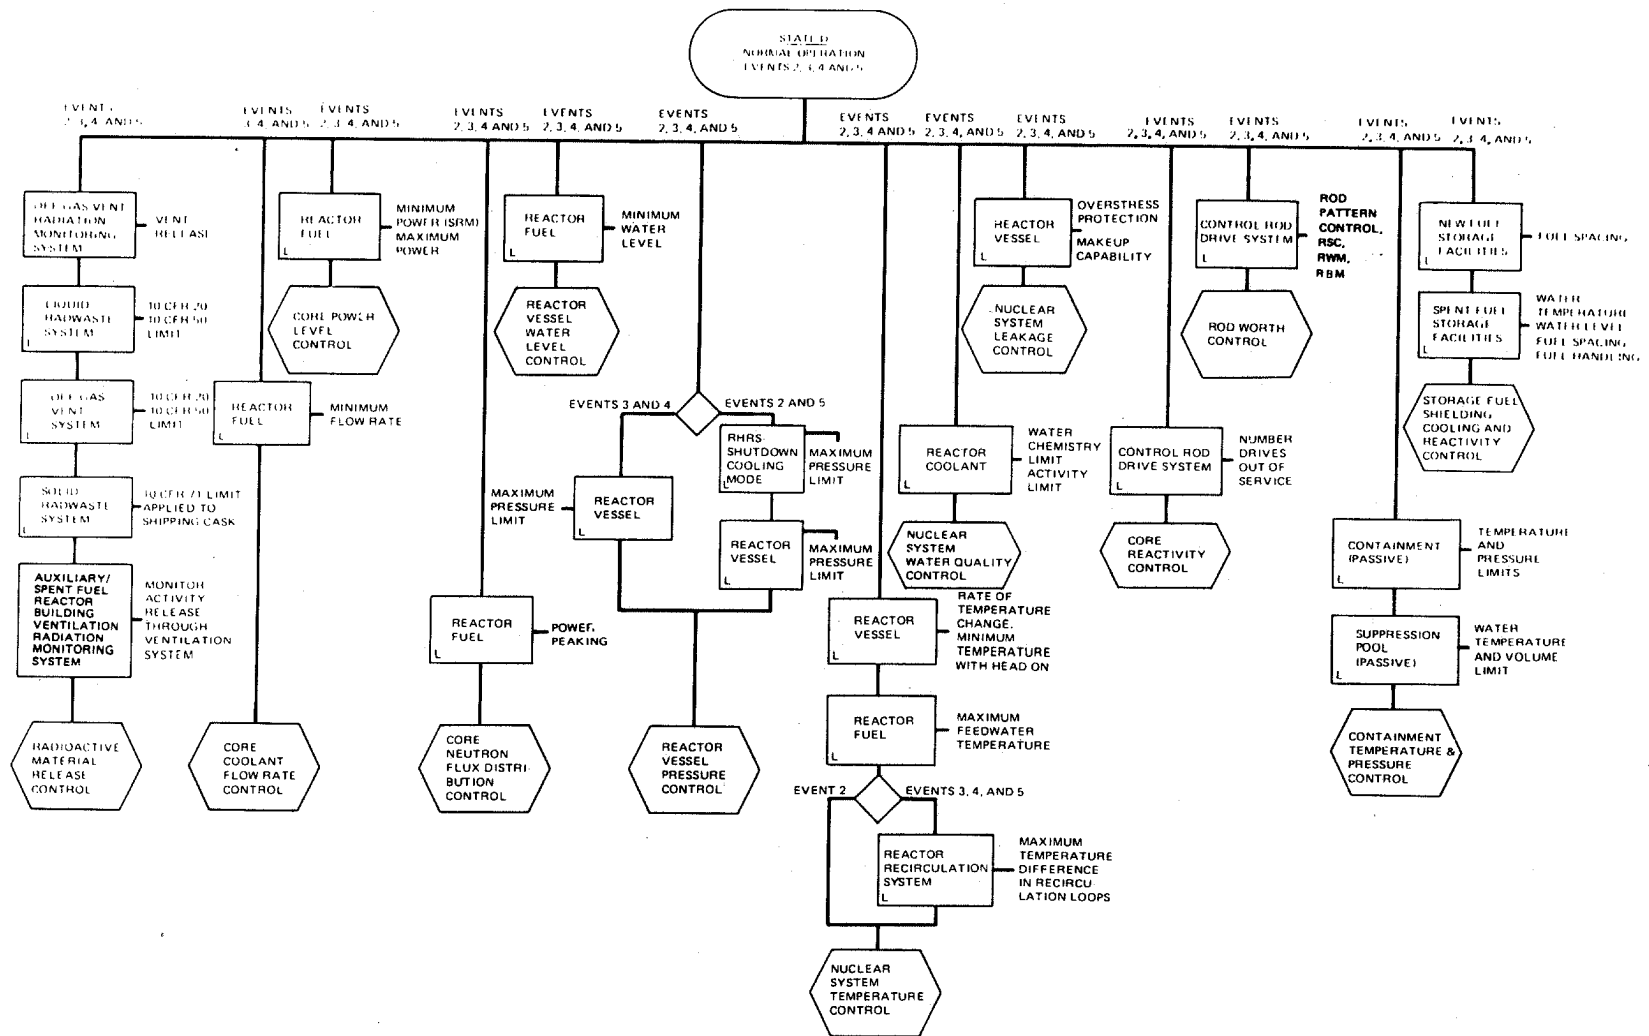 STATE D
NORMAL OPERATION
EVENTS 2, 3, 4 AND 5
EVENTS
2, 3, 4, AND 5
EVENTS
3, 4, AND 5
EVENTS
2, 3, 4, AND 5
EVENTS
2, 3, 4, AND 5
EVENTS
2, 3, 4, AND 5
EVENTS
2, 3, 4, AND 5
EVENTS
2, 3, 4 AND 5
EVENTS
2, 3, 4, AND 5
EVENTS
2, 3, 4, AND 5
EVENTS
2, 3, 4, AND 5
EVENTS
2, 3, 4, AND 5
EVENTS
2, 3, 4, AND 5
EVENTS
2, 3, 4, AND 5
OFF GAS VENT
RADIATION
MONITORING
SYSTEM
VENT
RELEASE
LIQUID
RADWASTE
SYSTEM
L
10 CFR 20
10 CFR 50
LIMIT
OFF GAS
VENT
SYSTEM
L
10 CFR 20
10 CFR 50
LIMIT
SOLID
RADWASTE
SYSTEM
L
10 CFR 71 LIMIT
APPLIED TO
SHIPPING CASK
AUXILIARY/
SPENT FUEL
REACTOR
BUILDING
VENTILATION
RADIATION
MONITORING
SYSTEM
MONITOR
ACTIVITY
RELEASE
THROUGH
VENTILATION
SYSTEM
RADIOACTIVE
MATERIAL
RELEASE
CONTROL
REACTOR
FUEL
L
MINIMUM
FLOW RATE
CORE
COOLANT
FLOW RATE
CONTROL
REACTOR
FUEL
L
MINIMUM
POWER (SRM)
MAXIMUM
POWER
CORE POWER
LEVEL
CONTROL
REACTOR
FUEL
L
POWER
PEAKING
CORE
NEUTRON
FLUX DISTRI-
BUTION
CONTROL
REACTOR
FUEL
L
MINIMUM
WATER
LEVEL
REACTOR
VESSEL
WATER
LEVEL
CONTROL
EVENTS 3 AND 4
EVENTS 2 AND 5
REACTOR
VESSEL
L
MAXIMUM
PRESSURE
LIMIT
RHRS-
SHUTDOWN
COOLING
MODE
L
MAXIMUM
PRESSURE
LIMIT
REACTOR
VESSEL
L
MAXIMUM
PRESSURE
LIMIT
REACTOR
VESSEL
PRESSURE
CONTROL
REACTOR
VESSEL
L
RATE OF
TEMPERATURE
CHANGE,
MINIMUM
TEMPERATURE
WITH HEAD ON
REACTOR
FUEL
L
MAXIMUM
FEEDWATER
TEMPERATURE
EVENT 2
EVENTS 3, 4, AND 5
REACTOR
RECIRCULATION
SYSTEM
L
MAXIMUM
TEMPERATURE
DIFFERENCE
IN RECIRCU-
LATION LOOPS
NUCLEAR
SYSTEM
TEMPERATURE
CONTROL
REACTOR
COOLANT
L
WATER
CHEMISTRY
LIMIT
ACTIVITY
LIMIT
NUCLEAR
SYSTEM
WATER QUALITY
CONTROL
REACTOR
VESSEL
L
OVERSTRESS
PROTECTION
MAKEUP
CAPABILITY
NUCLEAR
SYSTEM
LEAKAGE
CONTROL
CONTROL ROD
DRIVE SYSTEM
L
NUMBER
DRIVES
OUT OF
SERVICE
CORE
REACTIVITY
CONTROL
CONTROL ROD
DRIVE SYSTEM
L
ROD
PATTERN
CONTROL,
RSC,
RWM,
RBM
ROD WORTH
CONTROL
CONTAINMENT
(PASSIVE)
L
TEMPERATURE
AND
PRESSURE
LIMITS
SUPPRESSION
POOL
(PASSIVE)
L
WATER
TEMPERATURE
AND VOLUME
LIMIT
CONTAINMENT
TEMPERATURE &
PRESSURE
CONTROL
NEW FUEL
STORAGE
FACILITIES
L
FUEL SPACING
SPENT FUEL
STORAGE
FACILITIES
L
WATER
TEMPERATURE
WATER LEVEL
FUEL SPACING
FUEL HANDLING
STORAGE FUEL
SHIELDING
COOLING AND
REACTIVITY
CONTROL